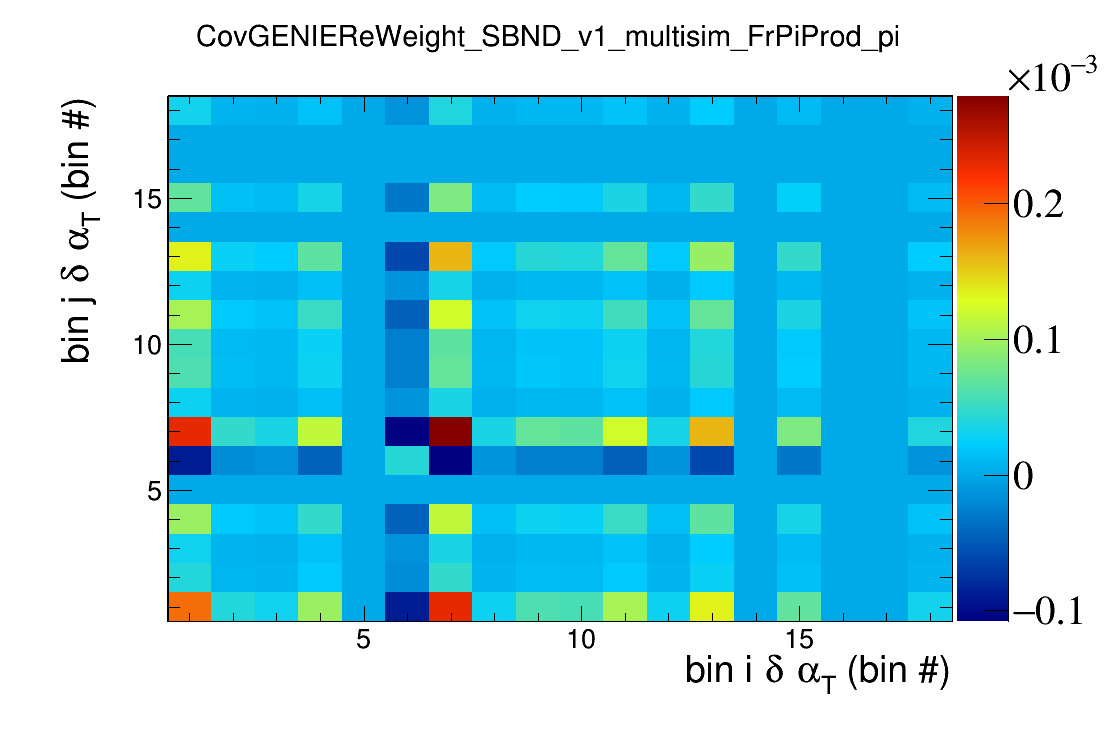 CovGENIEReWeight_SBND_v1_multisim_FrPiProd_pi
×10⁻³
bin j δ α_T (bin #)
15
10
5
0.2
0.1
0
−0.1
5 10 15
bin i δ α_T (bin #)